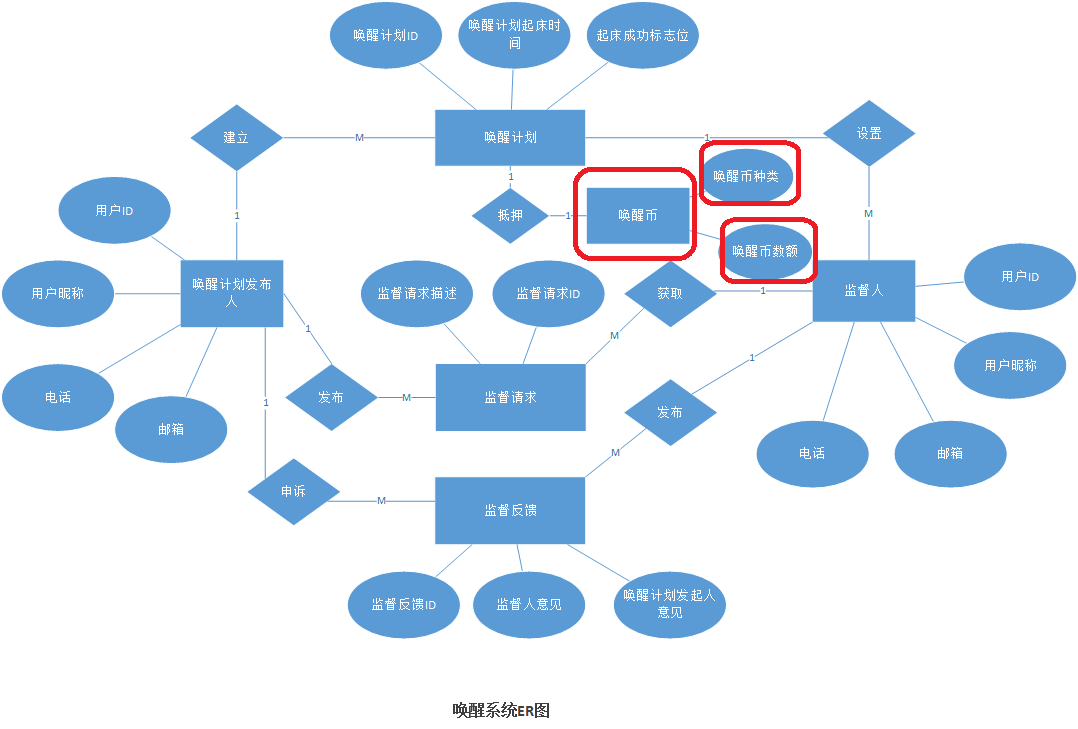 唤醒计划ID
唤醒计划起床时
间
起床成功标志位
建立
M
唤醒计划
1
设置
1
唤醒币种类
用户ID
1
抵押
1
唤醒币
M
唤醒币数额
唤醒计划发布
人
用户昵称
监督请求描述
监督请求ID
获取
1
监督人
用户ID
1
M
1
用户昵称
电话
发布
M
监督请求
1
邮箱
发布
电话
邮箱
M
申诉
M
监督反馈
监督反馈ID
监督人意见
唤醒计划发起人
意见
唤醒系统ER图